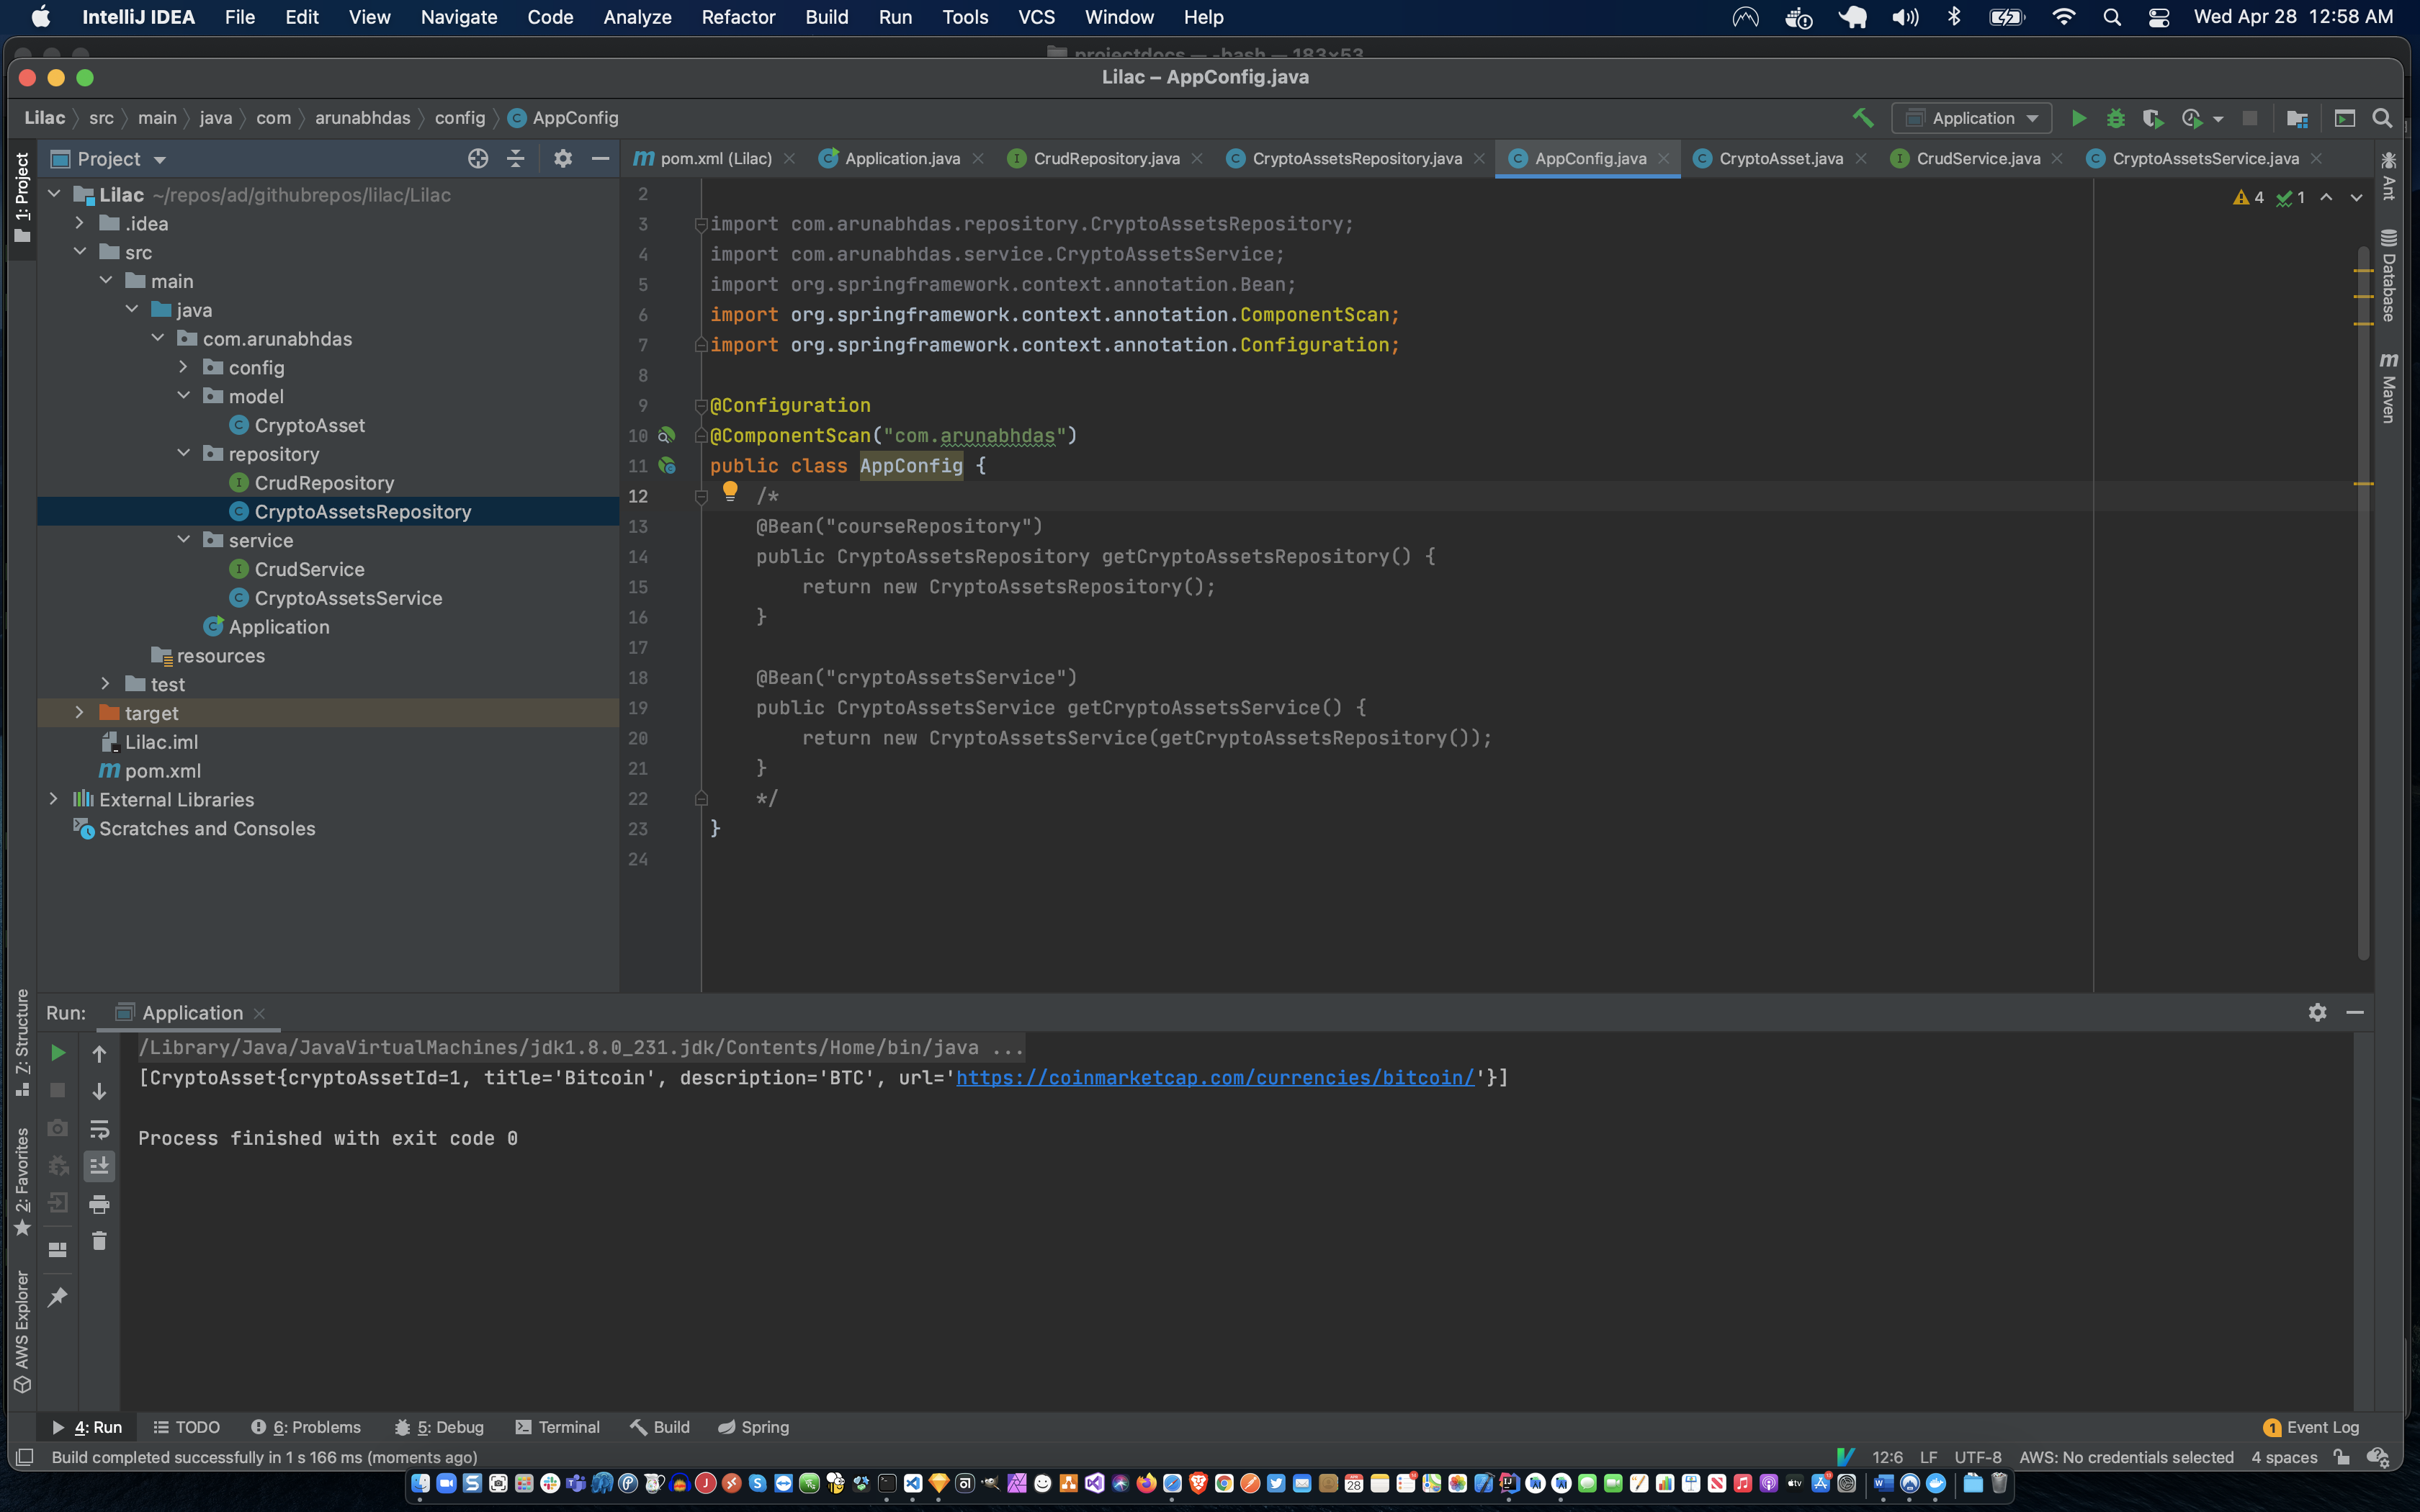 IntelliJ IDEA File Edit View Navigate Code Analyze Refactor Build Run Tools VCS Window Help Wed Apr 28 12:58 AM
projectdocs — -bash — 183×53
Lilac – AppConfig.java
Lilac src main java com arunabhdas config AppConfig Application
1: Project
Project
pom.xml (Lilac) Application.java CrudRepository.java CryptoAssetsRepository.java AppConfig.java CryptoAsset.java CrudService.java CryptoAssetsService.java
Lilac ~/repos/ad/githubrepos/lilac/Lilac
.idea
src
main
java
com.arunabhdas
config
model
CryptoAsset
repository
CrudRepository
CryptoAssetsRepository
service
CrudService
CryptoAssetsService
Application
resources
test
target
Lilac.iml
pom.xml
External Libraries
Scratches and Consoles
2
3 import com.arunabhdas.repository.CryptoAssetsRepository;
4 import com.arunabhdas.service.CryptoAssetsService;
5 import org.springframework.context.annotation.Bean;
6 import org.springframework.context.annotation.ComponentScan;
7 import org.springframework.context.annotation.Configuration;
8
9 @Configuration
10 @ComponentScan("com.arunabhdas")
11 public class AppConfig {
12 /*
13 @Bean("courseRepository")
14 public CryptoAssetsRepository getCryptoAssetsRepository() {
15 return new CryptoAssetsRepository();
16 }
17
18 @Bean("cryptoAssetsService")
19 public CryptoAssetsService getCryptoAssetsService() {
20 return new CryptoAssetsService(getCryptoAssetsRepository());
21 }
22 */
23 }
24
4 1
Ant
Database
Maven
Run: Application
/Library/Java/JavaVirtualMachines/jdk1.8.0_231.jdk/Contents/Home/bin/java ...
[CryptoAsset{cryptoAssetId=1, title='Bitcoin', description='BTC', url='https://coinmarketcap.com/currencies/bitcoin/'}]
Process finished with exit code 0
Z: Structure
2: Favorites
AWS Explorer
4: Run TODO 6: Problems 5: Debug Terminal Build Spring 1 Event Log
Build completed successfully in 1 s 166 ms (moments ago) 12:6 LF UTF-8 AWS: No credentials selected 4 spaces